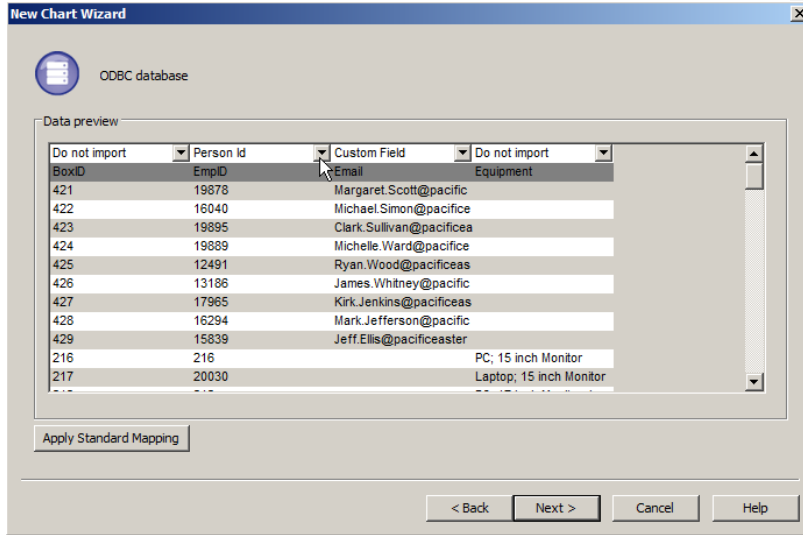 New Chart Wizard
ODBC database
Data preview
Do not import Person Id Custom Field Do not import
BoxID EmpID Email Equipment
421 19878 Margaret.Scott@pacific
422 16040 Michael.Simon@pacifice
423 19895 Clark.Sullivan@pacificea
424 19889 Michelle.Ward@pacifice
425 12491 Ryan.Wood@pacificeas
426 13186 James.Whitney@pacific
427 17965 Kirk.Jenkins@pacificeas
428 16294 Mark.Jefferson@pacific
429 15839 Jeff.Ellis@pacificeaster
216 216 PC; 15 inch Monitor
217 20030 Laptop; 15 inch Monitor
Apply Standard Mapping
< Back Next > Cancel Help